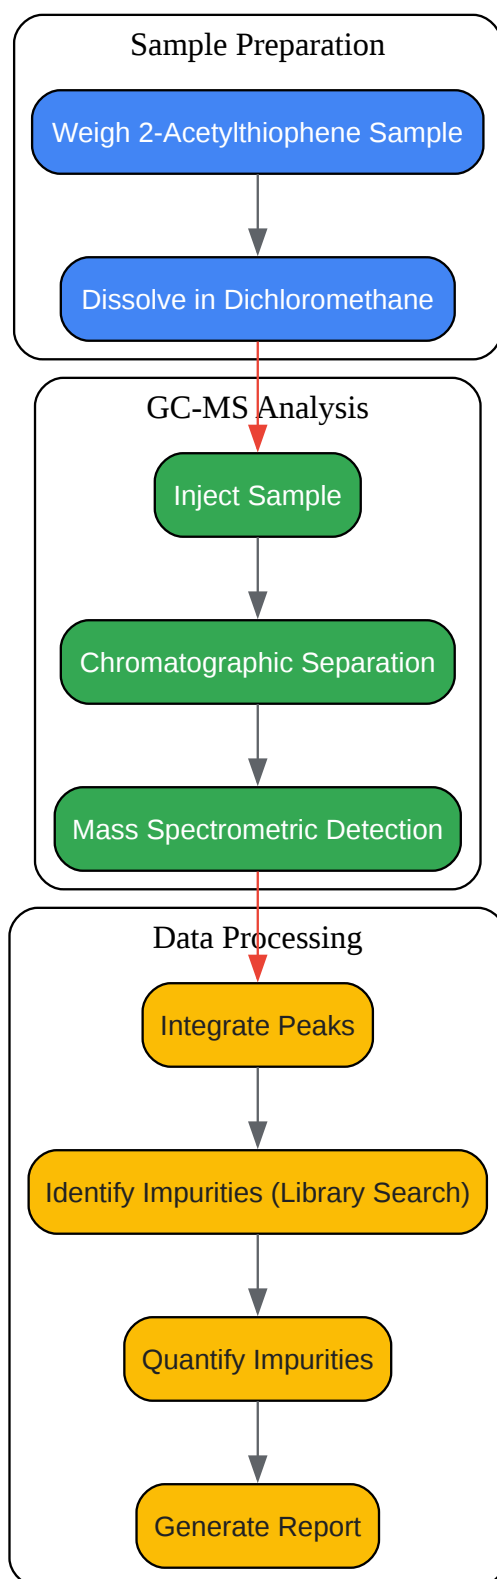 Sample Preparation
Weigh 2-Acetylthiophene Sample
Dissolve in Dichloromethane
GC-MS Analysis
Inject Sample
Chromatographic Separation
Mass Spectrometric Detection
Data Processing
Integrate Peaks
Identify Impurities (Library Search)
Quantify Impurities
Generate Report